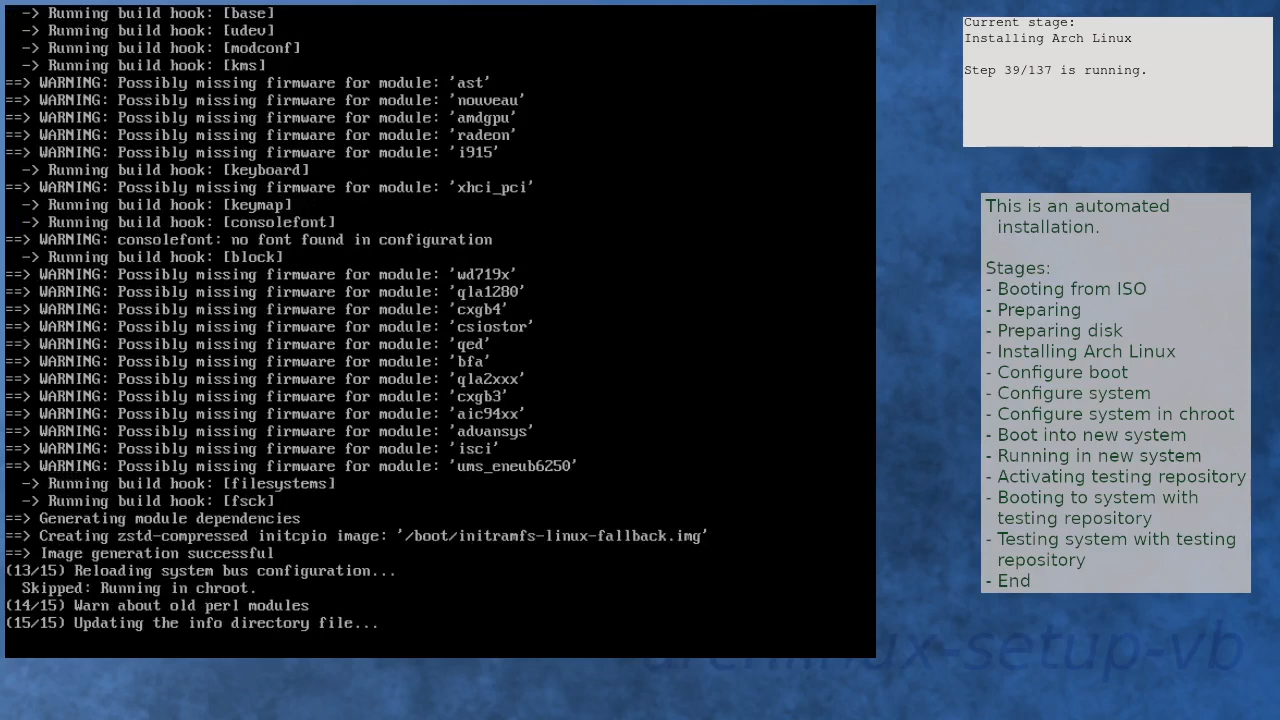 -> Running build hook: [base]
-> Running build hook: [udev]
-> Running build hook: [modconf]
-> Running build hook: [kms]
==> WARNING: Possibly missing firmware for module: 'ast'
==> WARNING: Possibly missing firmware for module: 'nouveau'
==> WARNING: Possibly missing firmware for module: 'amdgpu'
==> WARNING: Possibly missing firmware for module: 'radeon'
==> WARNING: Possibly missing firmware for module: 'i915'
-> Running build hook: [keyboard]
==> WARNING: Possibly missing firmware for module: 'xhci_pci'
-> Running build hook: [keymap]
-> Running build hook: [consolefont]
==> WARNING: consolefont: no font found in configuration
-> Running build hook: [block]
==> WARNING: Possibly missing firmware for module: 'wd719x'
==> WARNING: Possibly missing firmware for module: 'qla1280'
==> WARNING: Possibly missing firmware for module: 'cxgb4'
==> WARNING: Possibly missing firmware for module: 'csiostor'
==> WARNING: Possibly missing firmware for module: 'qed'
==> WARNING: Possibly missing firmware for module: 'bfa'
==> WARNING: Possibly missing firmware for module: 'qla2xxx'
==> WARNING: Possibly missing firmware for module: 'cxgb3'
==> WARNING: Possibly missing firmware for module: 'aic94xx'
==> WARNING: Possibly missing firmware for module: 'advansys'
==> WARNING: Possibly missing firmware for module: 'isci'
==> WARNING: Possibly missing firmware for module: 'ums_eneub6250'
-> Running build hook: [filesystems]
-> Running build hook: [fsck]
==> Generating module dependencies
==> Creating zstd-compressed initcpio image: '/boot/initramfs-linux-fallback.img'
==> Image generation successful
(13/15) Reloading system bus configuration...
Skipped: Running in chroot.
(14/15) Warn about old perl modules
(15/15) Updating the info directory file...
Current stage:
Installing Arch Linux
Step 39/137 is running.
This is an automated
installation.
Stages:
- Booting from ISO
- Preparing
- Preparing disk
- Installing Arch Linux
- Configure boot
- Configure system
- Configure system in chroot
- Boot into new system
- Running in new system
- Activating testing repository
- Booting to system with
testing repository
- Testing system with testing
repository
- End
archlinux-setup-vb